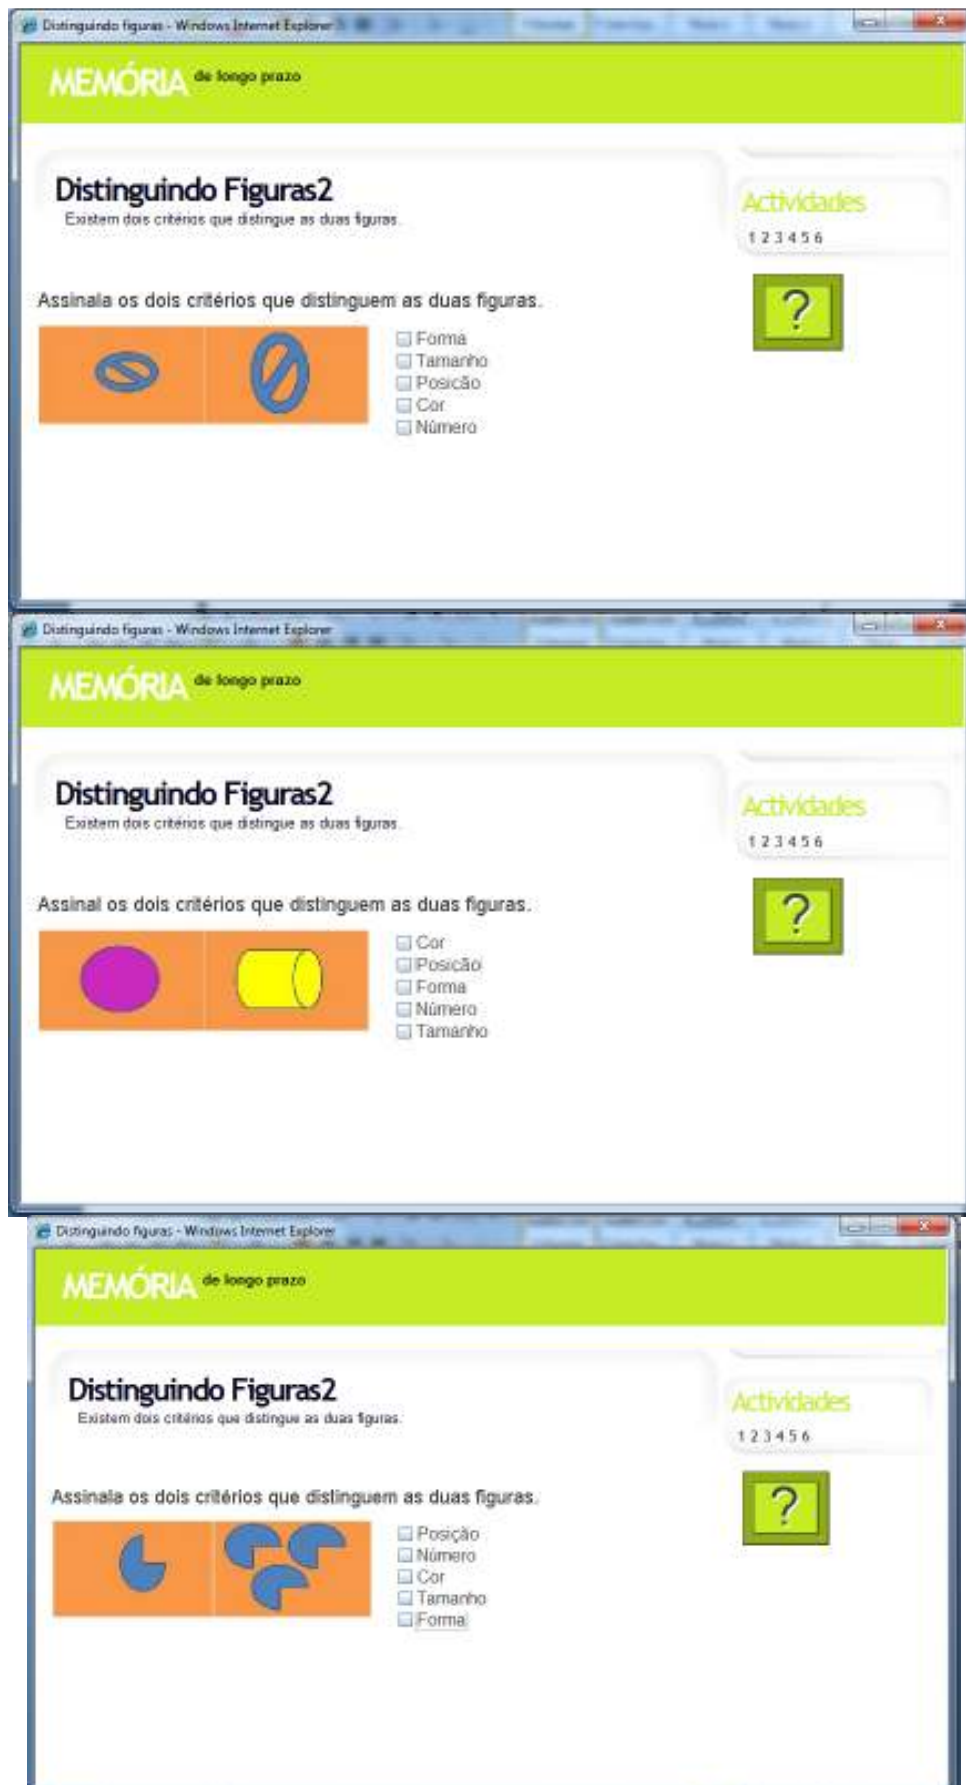 Distinguindo figuras - Windows Internet Explorer
MEMÓRIA de longo prazo
Distinguindo Figuras2
Existem dois critérios que distingue as duas figuras.
Actividades
1 2 3 4 5 6
Assinala os dois critérios que distinguem as duas figuras.
?
Forma
Tamanho
Posicão
Cor
Número
Distinguindo figuras - Windows Internet Explorer
MEMÓRIA de longo prazo
Distinguindo Figuras2
Existem dois critérios que distingue as duas figuras.
Actividades
1 2 3 4 5 6
Assinal os dois critérios que distinguem as duas figuras.
?
Cor
Posicão
Forma
Número
Tamanho
Distinguindo figuras - Windows Internet Explorer
MEMÓRIA de longo prazo
Distinguindo Figuras2
Existem dois critérios que distingue as duas figuras.
Actividades
1 2 3 4 5 6
Assinala os dois critérios que distinguem as duas figuras.
?
Posição
Número
Cor
Tamanho
Forma